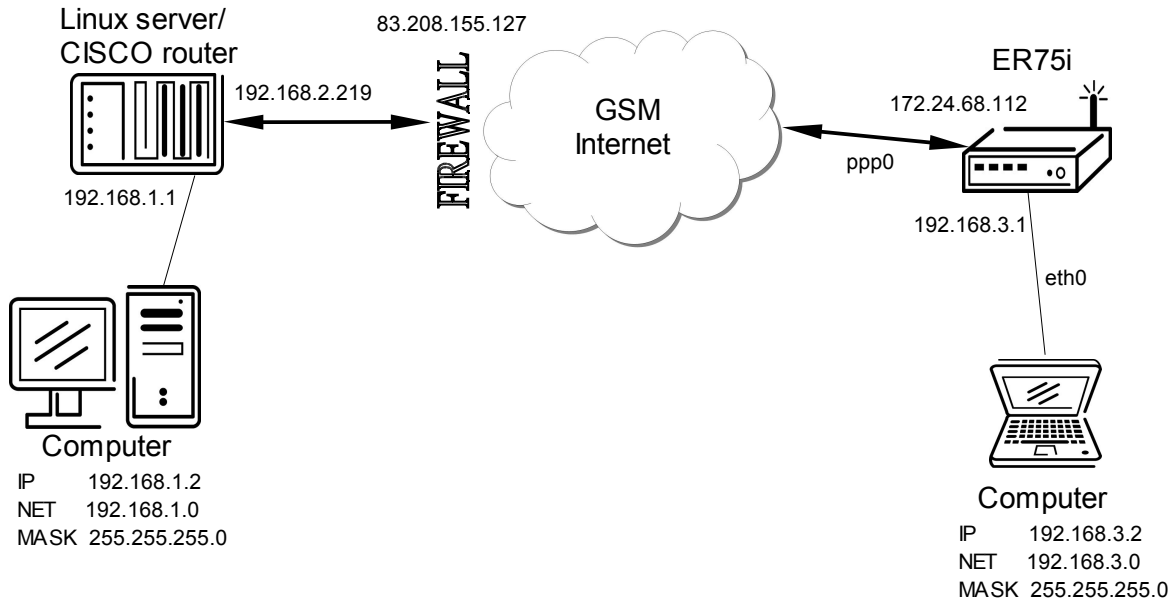 Linux server/
CISCO router
83.208.155.127
192.168.2.219
192.168.1.1
FIREWALL
GSM
Internet
ER75i
172.24.68.112
ppp0
192.168.3.1
eth0
Computer
IP 192.168.1.2
NET 192.168.1.0
MASK 255.255.255.0
Computer
IP 192.168.3.2
NET 192.168.3.0
MASK 255.255.255.0